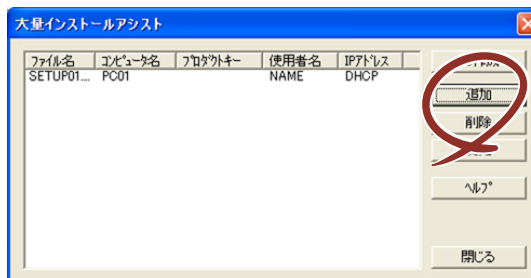 大量インストールアシスト
ファイル名 コンピュータ名 プロダクトキー 使用者名 IPアドレス
SETUP01... PC01 NAME DHCP
追加
削除
ヘルプ
閉じる